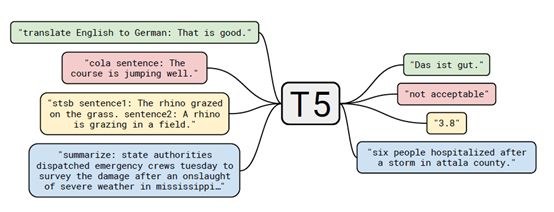 "translate English to German: That is good."
"cola sentence: The
course is jumping well."
"stsb sentence1: The rhino grazed
on the grass. sentence2: A rhino
is grazing in a field."
"summarize: state authorities
dispatched emergency crews tuesday to
survey the damage after an onslaught
of severe weather in mississippi…"
T5
"Das ist gut."
"not acceptable"
"3.8"
"six people hospitalized after
a storm in attala county."